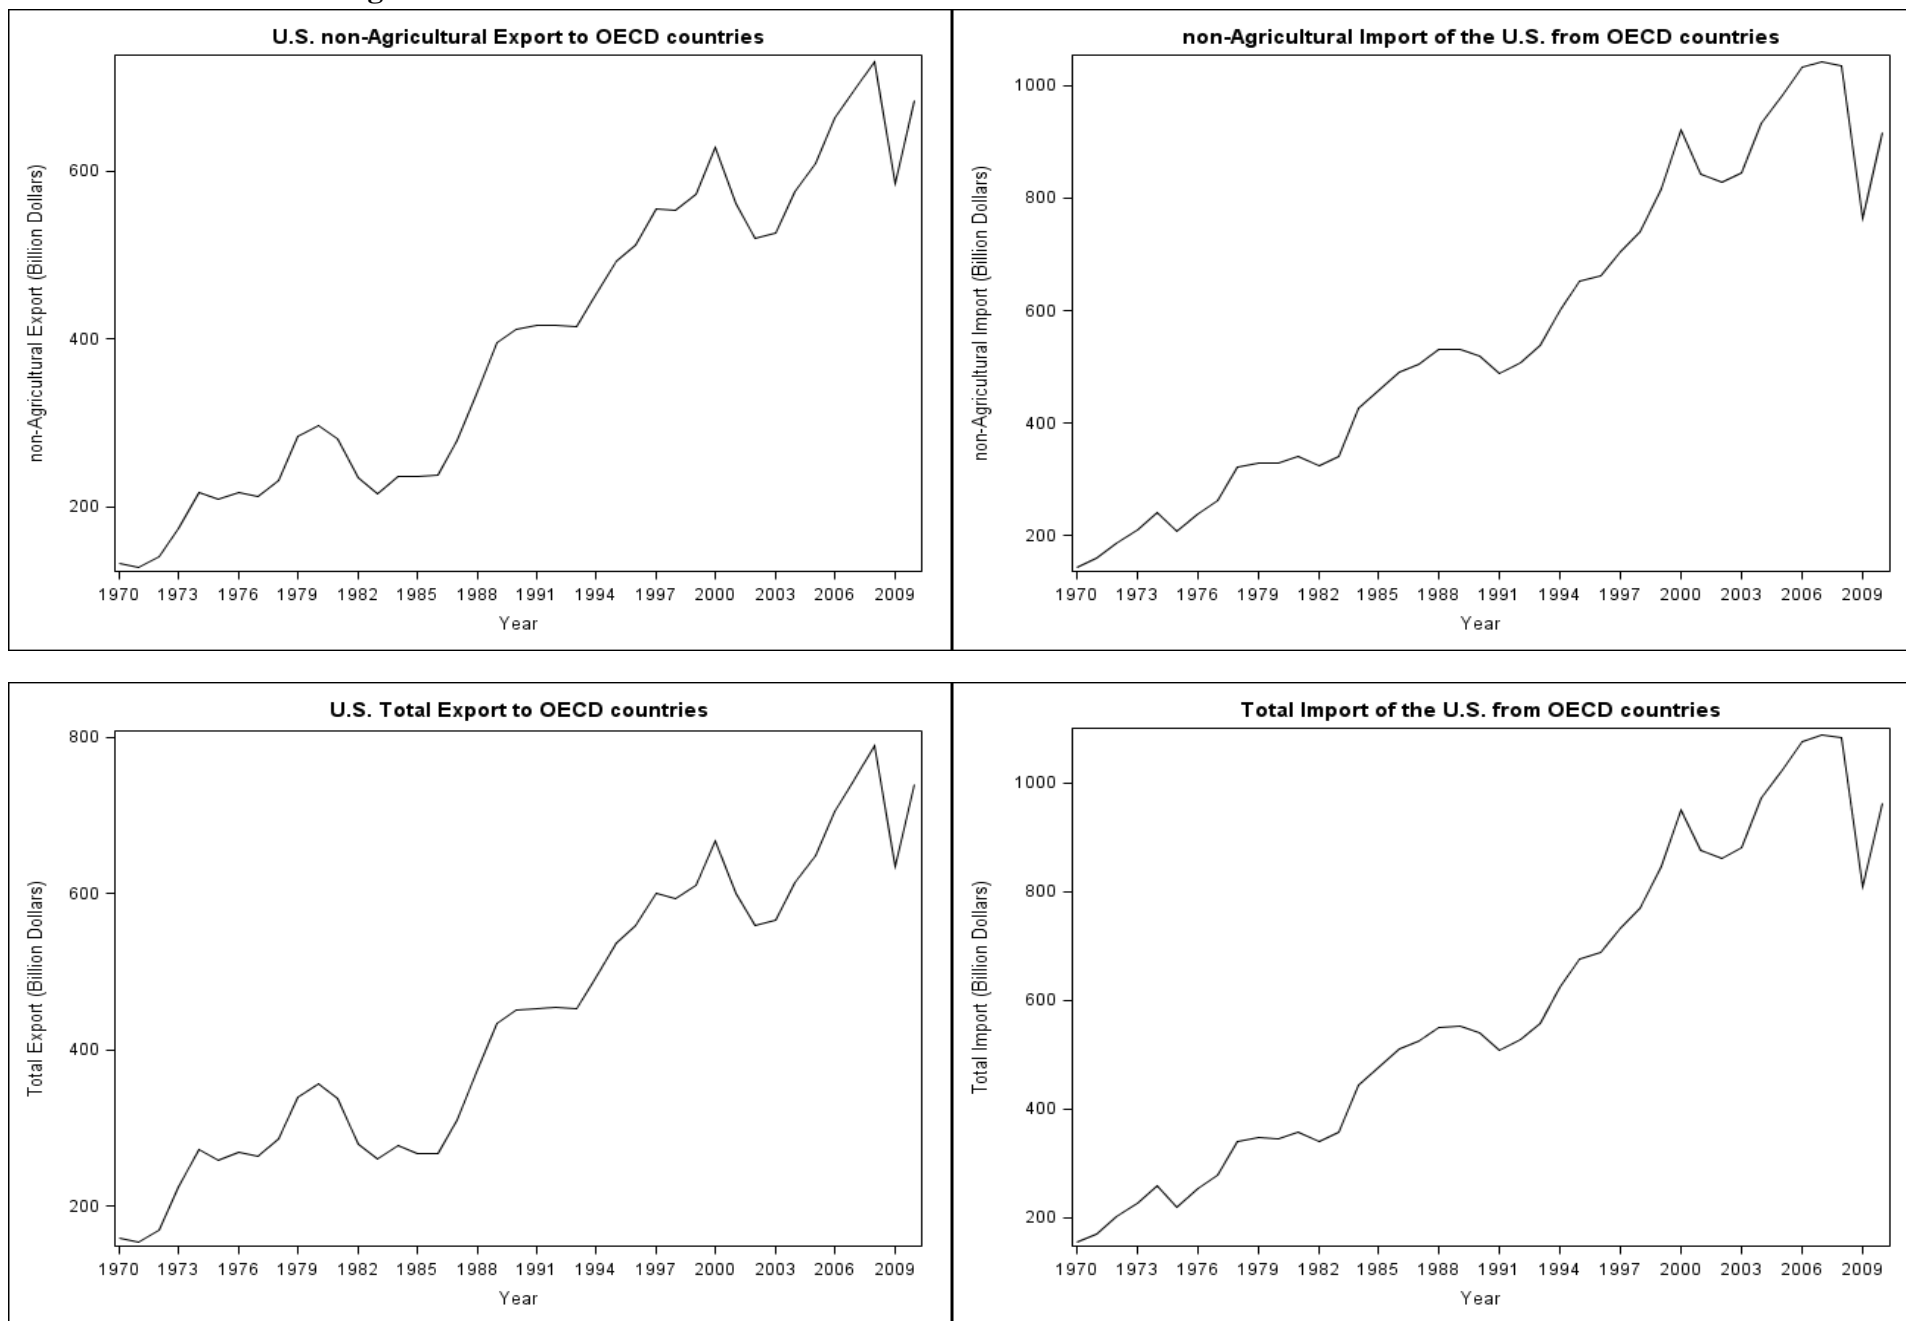 U.S. non-Agricultural Export to OECD countries
non-Agricultural Export (Billion Dollars)
600
400
200
1970 1973 1976 1979 1982 1985 1988 1991 1994 1997 2000 2003 2006 2009
Year
non-Agricultural Import of the U.S. from OECD countries
non-Agricultural Import (Billion Dollars)
1000
800
600
400
200
1970 1973 1976 1979 1982 1985 1988 1991 1994 1997 2000 2003 2006 2009
Year
U.S. Total Export to OECD countries
Total Export (Billion Dollars)
800
600
400
200
1970 1973 1976 1979 1982 1985 1988 1991 1994 1997 2000 2003 2006 2009
Year
Total Import of the U.S. from OECD countries
Total Import (Billion Dollars)
1000
800
600
400
200
1970 1973 1976 1979 1982 1985 1988 1991 1994 1997 2000 2003 2006 2009
Year